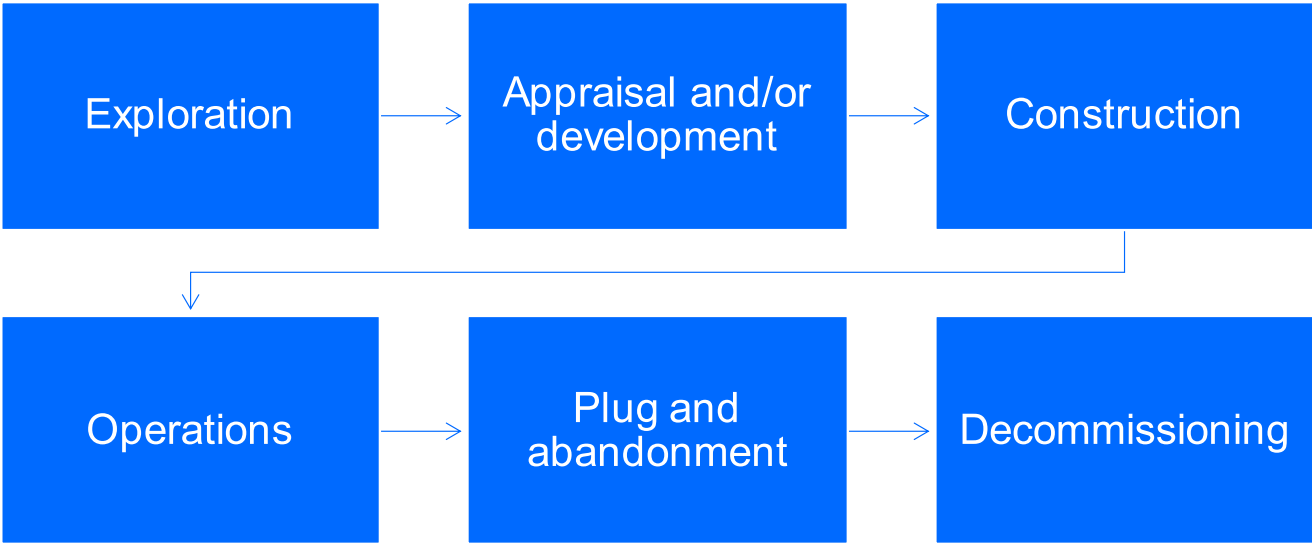 Exploration
Appraisal and/or
development
Construction
Operations
Plug and
abandonment
Decommissioning